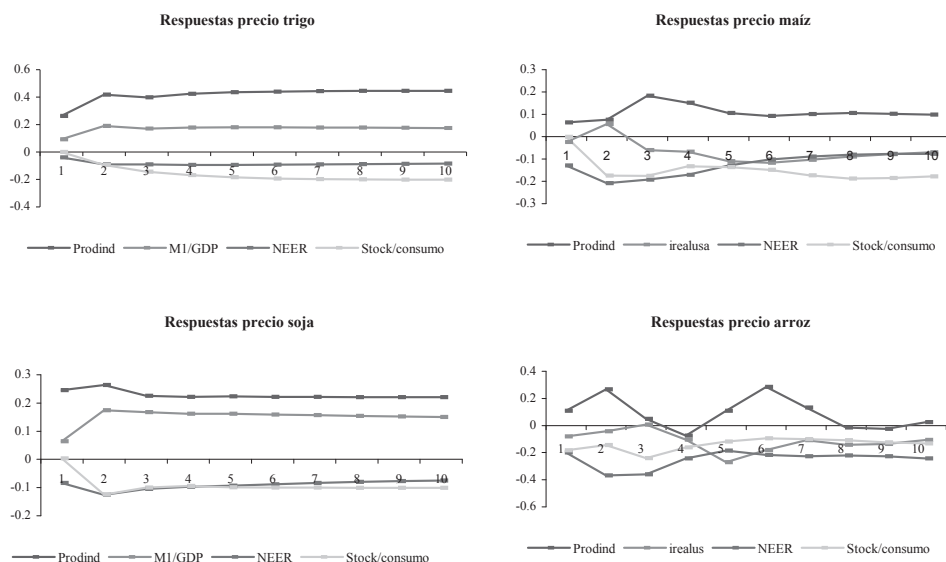 Respuestas precio trigo
0.6
0.4
0.2
0
-0.2
-0.4
1 2 3 4 5 6 7 8 9 10
Prodind M1/GDP NEER Stock/consumo
Respuestas precio maíz
0.3
0.2
0.1
0
-0.1
-0.2
-0.3
1 2 3 4 5 6 7 8 9 10
Prodind irealusa NEER Stock/consumo
Respuestas precio soja
0.3
0.2
0.1
0
-0.1
-0.2
1 2 3 4 5 6 7 8 9 10
Prodind M1/GDP NEER Stock/consumo
Respuestas precio arroz
0.4
0.2
0
-0.2
-0.4
-0.6
1 2 3 4 5 6 7 8 9 10
Prodind irealus NEER Stock/consumo